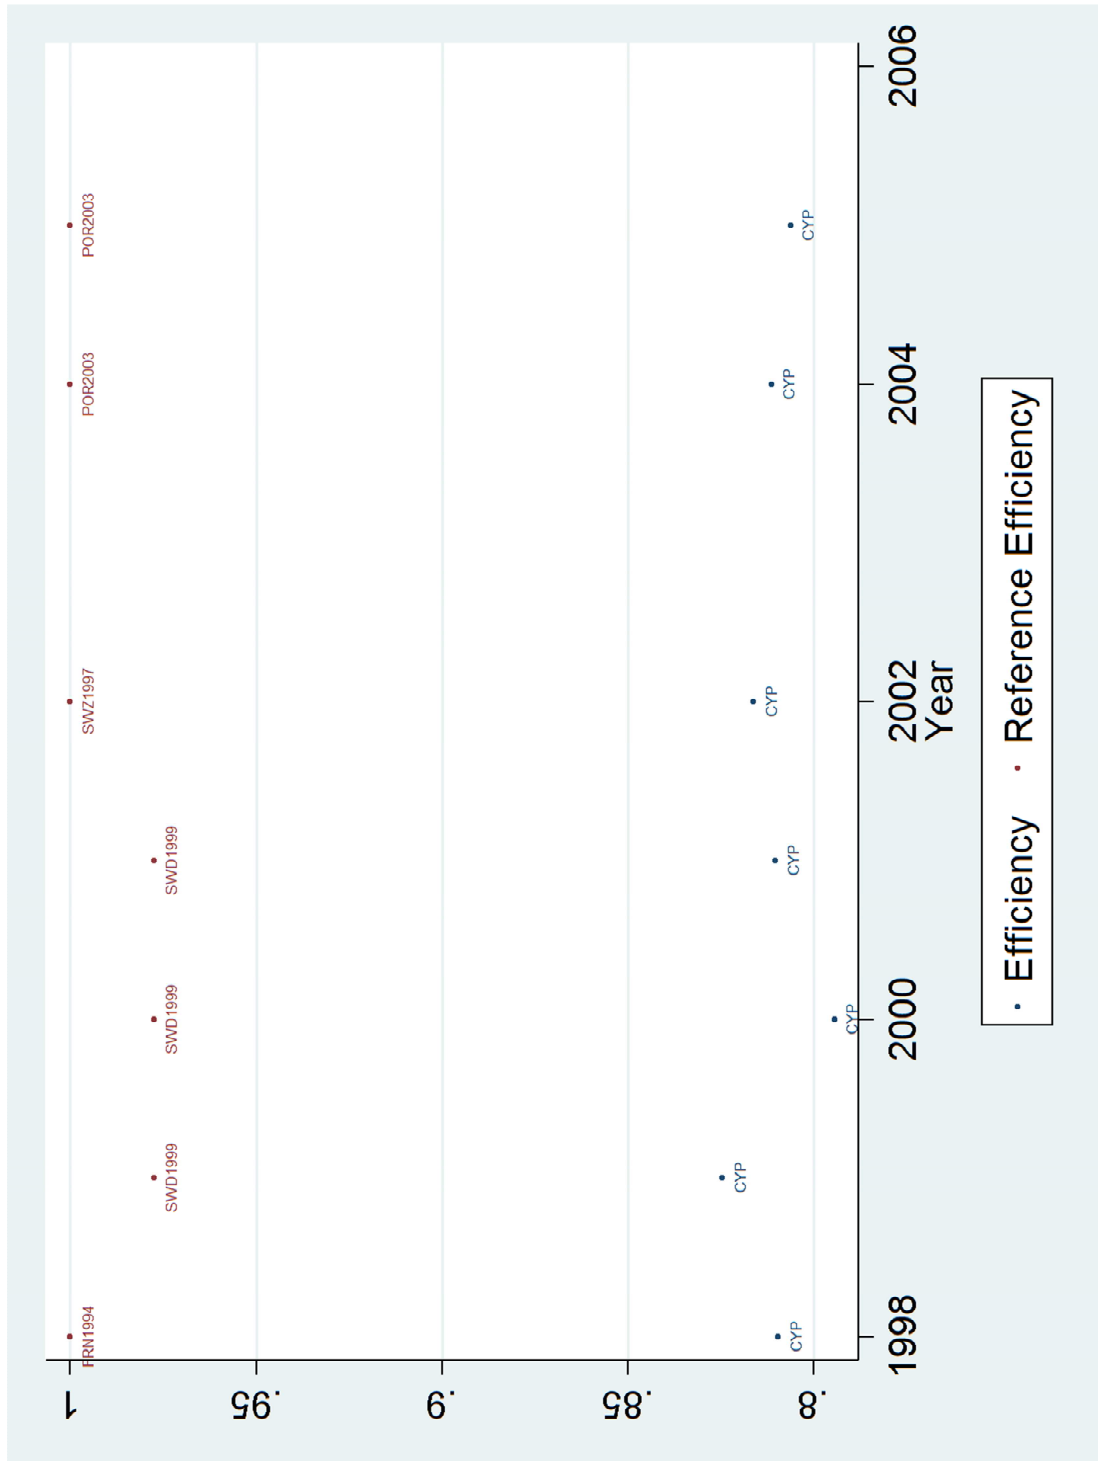 1
.95
.9
.85
.8
FRN1994
SWD1999
SWD1999
SWD1999
SWZ1997
POR2003
POR2003
CYP
CYP
CYP
CYP
CYP
CYP
CYP
1998
2000
2002
2004
2006
Year
Efficiency
Reference Efficiency